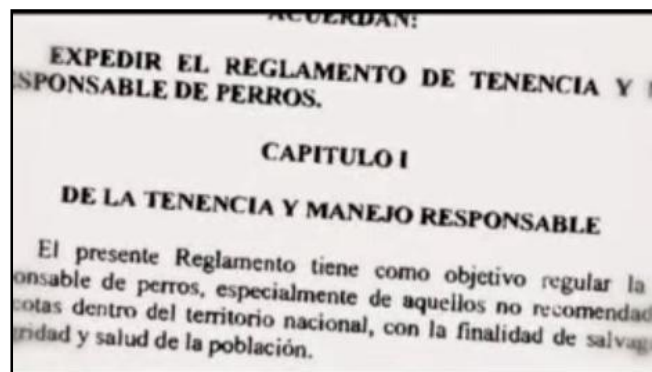 ACUERDAN:
EXPEDIR EL REGLAMENTO DE TENENCIA Y
SPONSABLE DE PERROS.
CAPITULO I
DE LA TENENCIA Y MANEJO RESPONSABLE
El presente Reglamento tiene como objetivo regular la
onsable de perros, especialmente de aquellos no recomendad
cotas dentro del territorio nacional, con la finalidad de salvag
gridad y salud de la población.